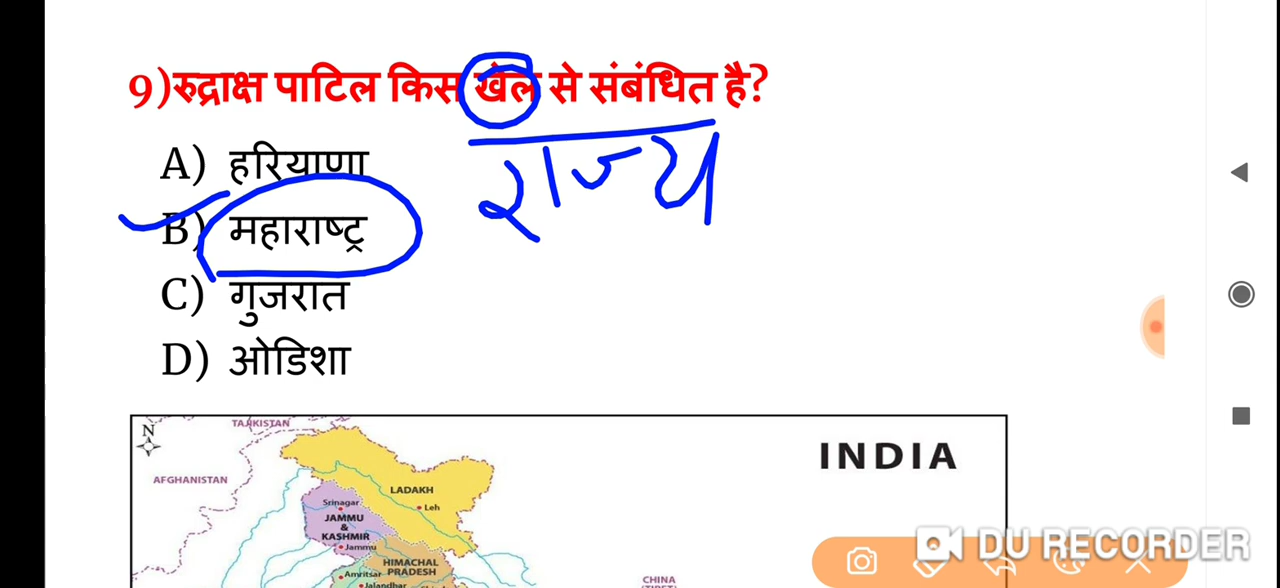 9)रुद्राक्ष पाटिल किस खेल से संबंधित है?
राज्य
A) हरियाणा
B) महाराष्ट्र
C) गुजरात
D) ओडिशा
N
TAJIKISTAN
INDIA
AFGHANISTAN
LADAKH
Leh
Srinagar
JAMMU
&
KASHMIR
Jammu
HIMACHAL
PRADESH
Amritsar
Jalandhar
CHINA
DU RECORDER